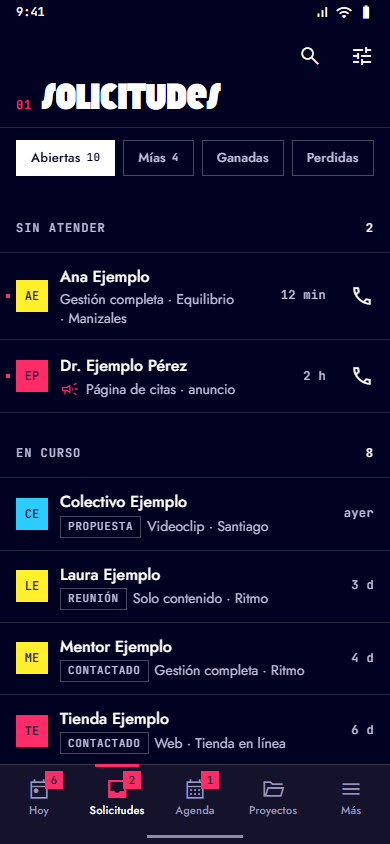 9:41
01 SOLICITUDES
Abiertas 10 Mías 4 Ganadas Perdidas
SIN ATENDER 2
AE Ana Ejemplo 12 min
Gestión completa · Equilibrio
· Manizales
EP Dr. Ejemplo Pérez 2 h
Página de citas · anuncio
EN CURSO 8
CE Colectivo Ejemplo ayer
PROPUESTA Videoclip · Santiago
LE Laura Ejemplo 3 d
REUNIÓN Solo contenido · Ritmo
ME Mentor Ejemplo 4 d
CONTACTADO Gestión completa · Ritmo
TE Tienda Ejemplo 6 d
CONTACTADO Web · Tienda en línea
6 2 1
Hoy Solicitudes Agenda Proyectos Más